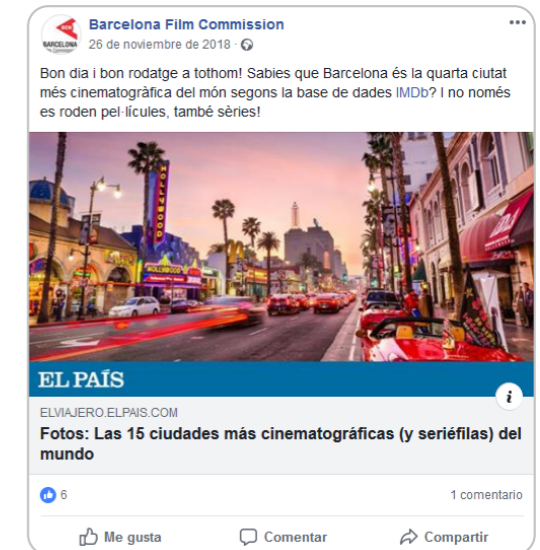 Barcelona Film Commission
26 de noviembre de 2018 ·
BCN
BARCELONA
Bon dia i bon rodatge a tothom! Sabies que Barcelona és la quarta ciutat
més cinematogràfica del món segons la base de dades IMDb? I no només
es roden pel·lícules, també sèries!
HOLLYWOOD
HOLLYWOOD
EL PAÍS
i
ELVIAJERO.ELPAIS.COM
Fotos: Las 15 ciudades más cinematográficas (y seriéfilas) del
mundo
6
1 comentario
Me gusta
Comentar
Compartir